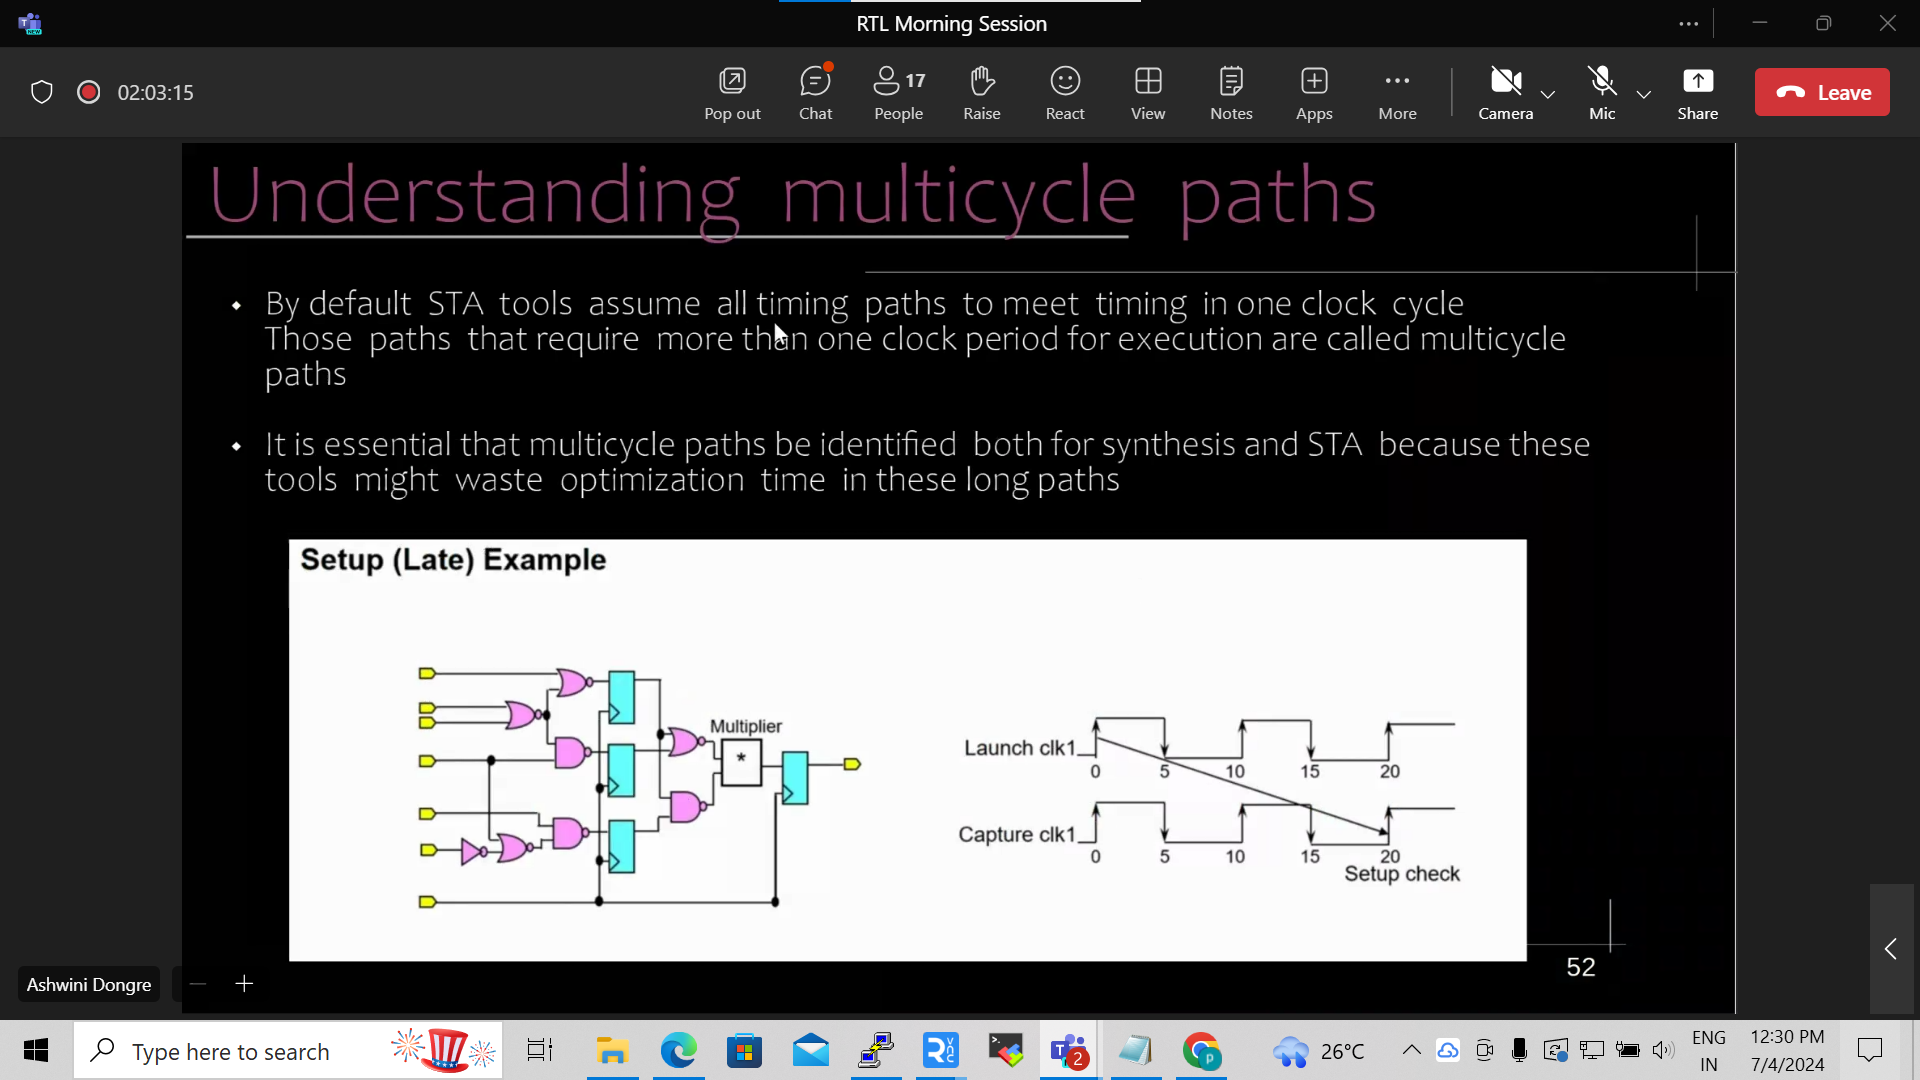 RTL Morning Session
02:03:15
Pop out
Chat
17
People
Raise
React
View
Notes
Apps
More
Camera
Mic
Share
Leave
Understanding multicycle paths
By default STA tools assume all timing paths to meet timing in one clock cycle
Those paths that require more than one clock period for execution are called multicycle
paths
It is essential that multicycle paths be identified both for synthesis and STA because these
tools might waste optimization time in these long paths
Setup (Late) Example
Multiplier
*
Launch clk1
0 5 10 15 20
Capture clk1
0 5 10 15 20
Setup check
52
Ashwini Dongre
Type here to search
2
26°C
ENG
IN
12:30 PM
7/4/2024